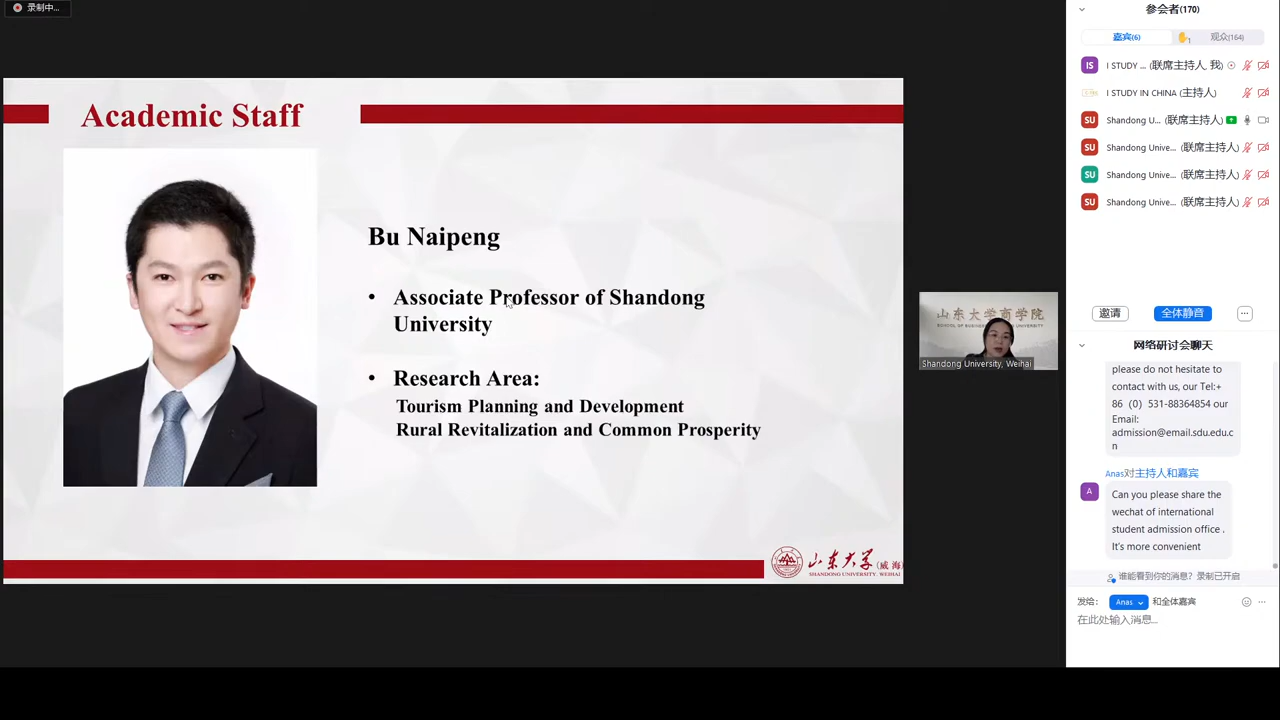 录制中...
Academic Staff
Bu Naipeng
• Associate Professor of Shandong
University
• Research Area:
Tourism Planning and Development
Rural Revitalization and Common Prosperity
山东大学(威海)
SHANDONG UNIVERSITY, WEIHAI
山东大学商学院
Shandong University, Weihai
参会者(170)
嘉宾(6)
1
观众(164)
IS
I STUDY ... (联席主持人, 我)
I STUDY IN CHINA (主持人)
SU
Shandong U... (联席主持人)
SU
Shandong Unive... (联席主持人)
SU
Shandong Unive... (联席主持人)
SU
Shandong Unive... (联席主持人)
邀请
全体静音
...
网络研讨会聊天
please do not hesitate to
contact with us, our Tel:+
86（0）531-88364854 our
Email:
admission@email.sdu.edu.c
n
Anas对主持人和嘉宾
A
Can you please share the
wechat of international
student admission office .
It's more convenient
谁能看到你的消息？录制已开启
发给: Anas 和全体嘉宾
...
在此处输入消息...